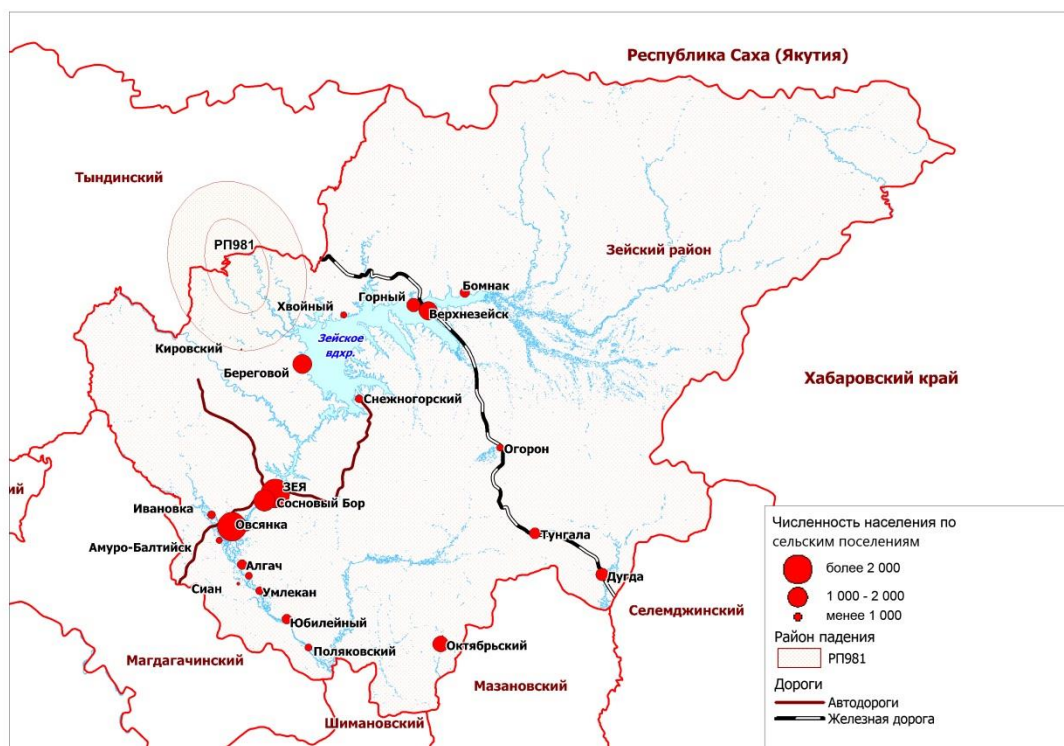 Республика Саха (Якутия)
Тындинский
РП981
Зейский район
Бомнак
Горный
Хвойный
Верхнезейск
Зейское
вдхр.
Кировский
Береговой
Хабаровский край
Снежногорский
Огорон
ий
ЗЕЯ
Сосновый Бор
Ивановка
Овсянка
Амуро-Балтийск
Тунгала
Алгач
Дугда
Сиан
Умлекан
Селемджинский
Юбилейный
Октябрьский
Поляковский
Магдагачинский
Мазановский
Шимановский
Численность населения по
сельским поселениям
более 2 000
1 000 - 2 000
менее 1 000
Район падения
РП981
Дороги
Автодороги
Железная дорога